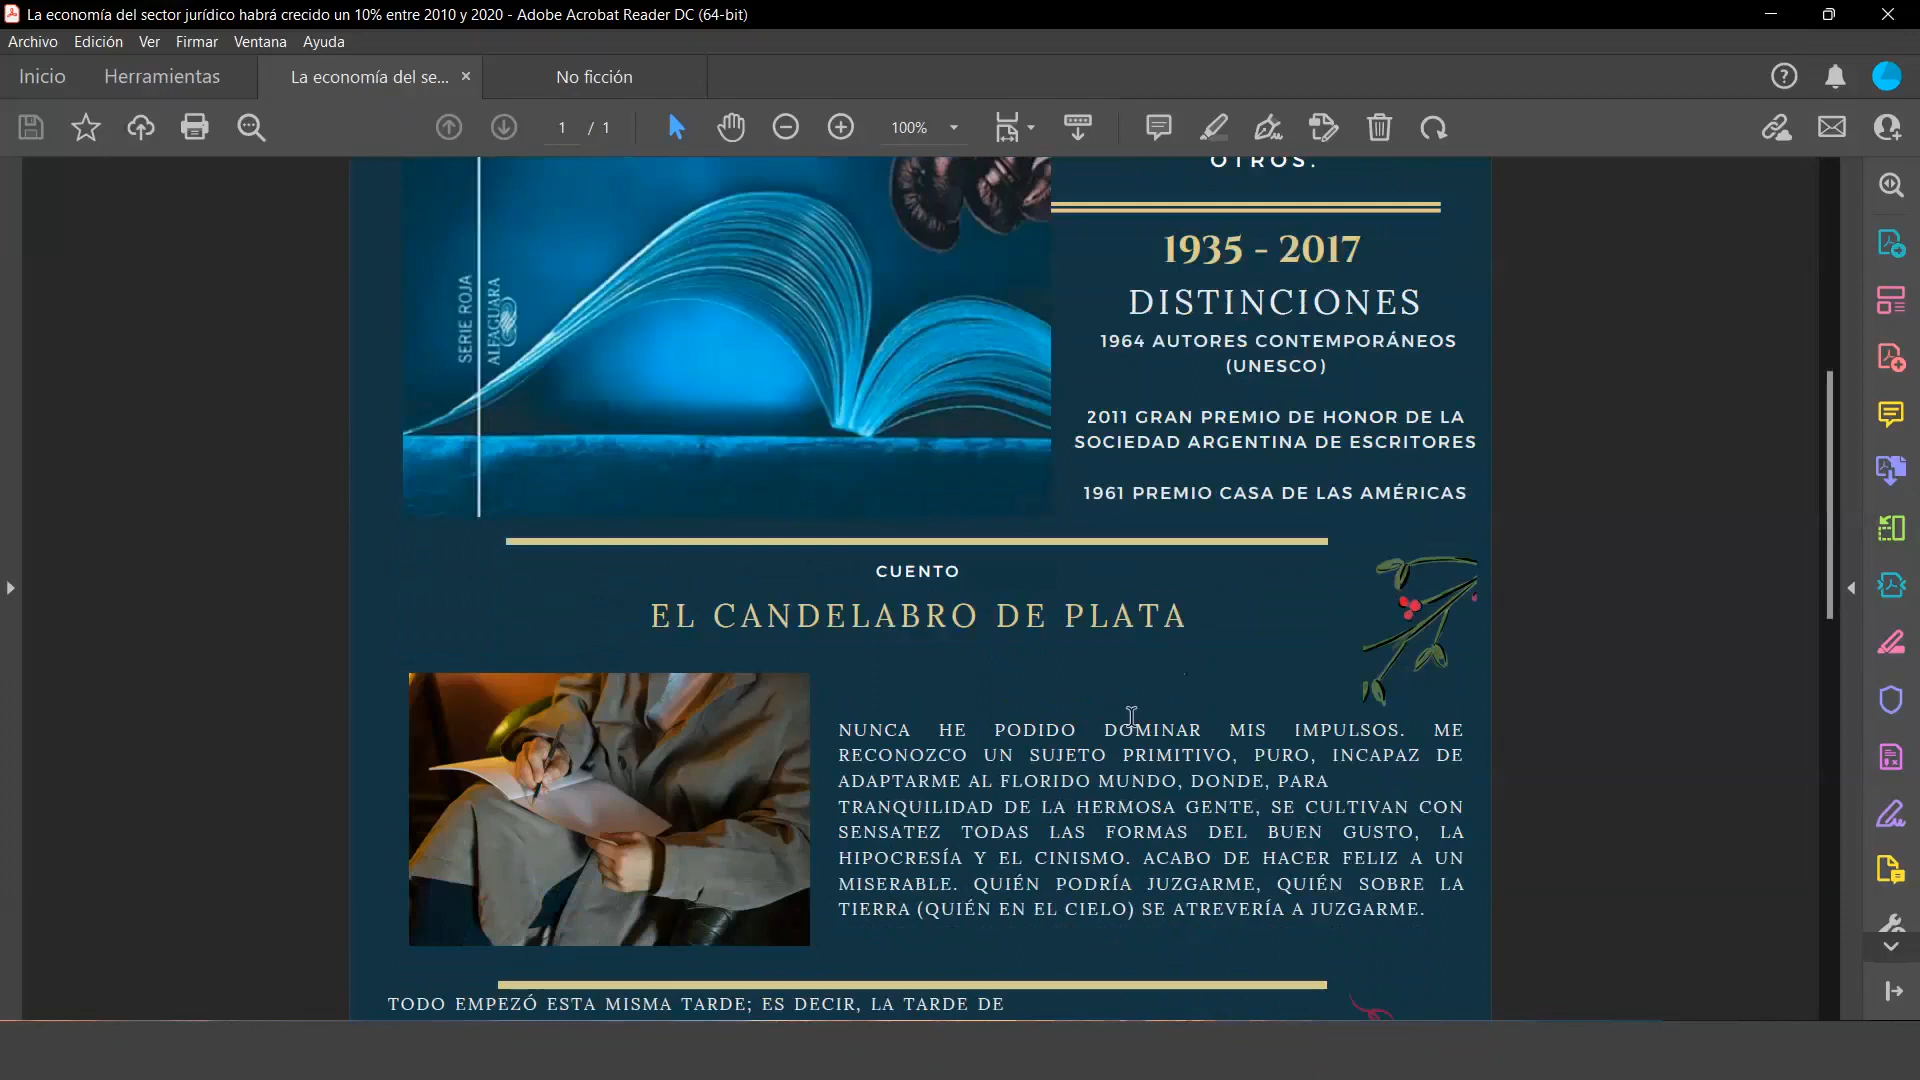 La economía del sector jurídico habrá crecido un 10% entre 2010 y 2020 - Adobe Acrobat Reader DC (64-bit)
Archivo Edición Ver Firmar Ventana Ayuda
Inicio Herramientas La economía del se... No ficción
1 / 1 100%
OTROS.
1935 - 2017
DISTINCIONES
1964 AUTORES CONTEMPORÁNEOS
(UNESCO)
2011 GRAN PREMIO DE HONOR DE LA
SOCIEDAD ARGENTINA DE ESCRITORES
1961 PREMIO CASA DE LAS AMÉRICAS
SERIE ROJA
ALFAGUARA
CUENTO
EL CANDELABRO DE PLATA
NUNCA HE PODIDO DOMINAR MIS IMPULSOS. ME
RECONOZCO UN SUJETO PRIMITIVO, PURO, INCAPAZ DE
ADAPTARME AL FLORIDO MUNDO, DONDE, PARA
TRANQUILIDAD DE LA HERMOSA GENTE, SE CULTIVAN CON
SENSATEZ TODAS LAS FORMAS DEL BUEN GUSTO, LA
HIPOCRESÍA Y EL CINISMO. ACABO DE HACER FELIZ A UN
MISERABLE. QUIÉN PODRÍA JUZGARME, QUIÉN SOBRE LA
TIERRA (QUIÉN EN EL CIELO) SE ATREVERÍA A JUZGARME.
TODO EMPEZÓ ESTA MISMA TARDE; ES DECIR, LA TARDE DE